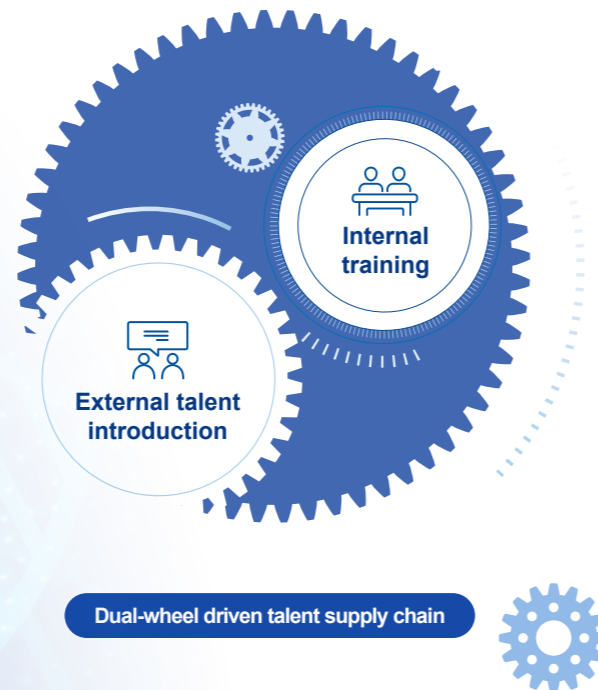 Internal
training
External talent
introduction
Dual-wheel driven talent supply chain